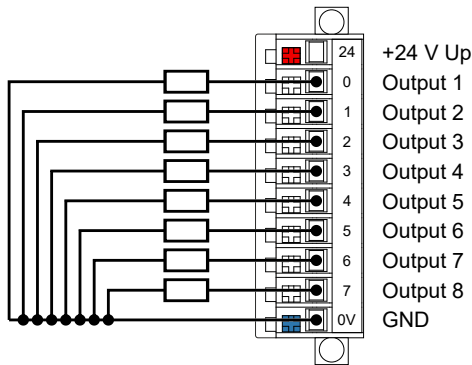 24 +24 V Up
0 Output 1
1 Output 2
2 Output 3
3 Output 4
4 Output 5
5 Output 6
6 Output 7
7 Output 8
0V GND